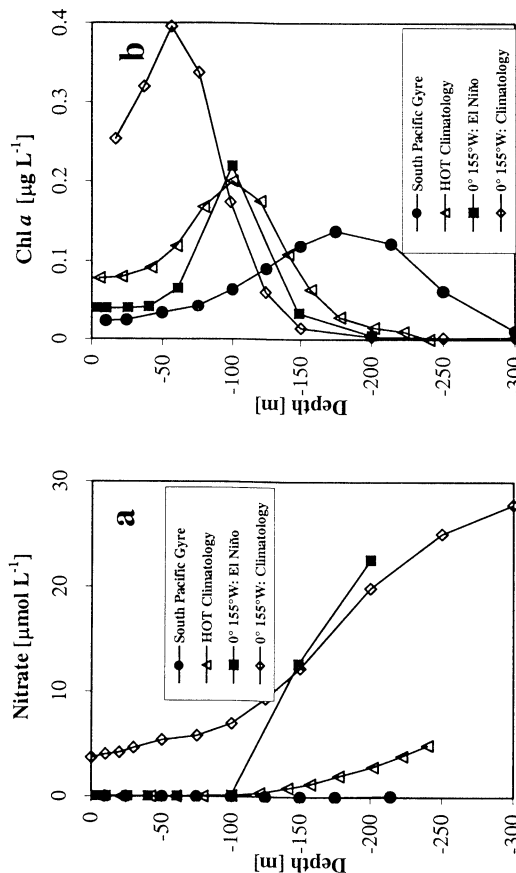 a
Nitrate [µmol L⁻¹]
0
10
20
30
Depth [m]
0
-50
-100
-150
-200
-250
-300
South Pacific Gyre
HOT Climatology
0° 155°W: El Niño
0° 155°W: Climatology
b
Chl a [µg L⁻¹]
0
0.1
0.2
0.3
0.4
Depth [m]
0
-50
-100
-150
-200
-250
-300
South Pacific Gyre
HOT Climatology
0° 155°W: El Niño
0° 155°W: Climatology